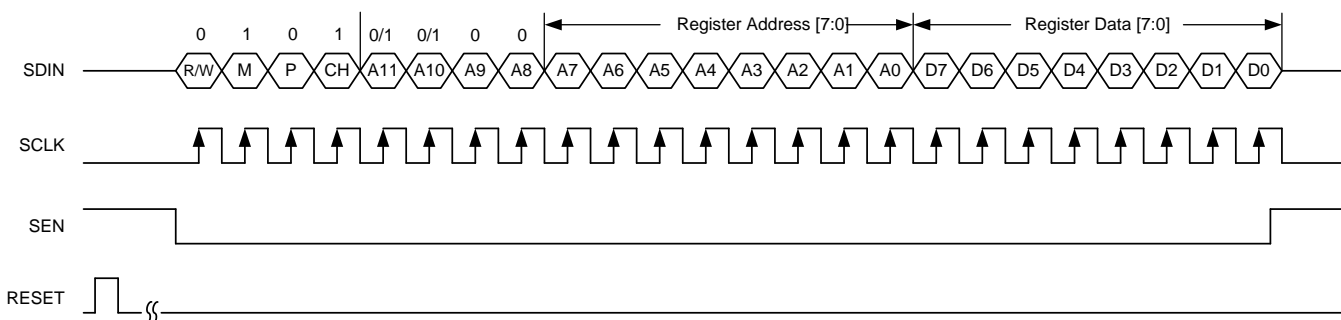 Register Address [7:0] Register Data [7:0]
0 1 0 1 0/1 0/1 0 0
SDIN R/W M P CH A11 A10 A9 A8 A7 A6 A5 A4 A3 A2 A1 A0 D7 D6 D5 D4 D3 D2 D1 D0
SCLK
SEN
RESET